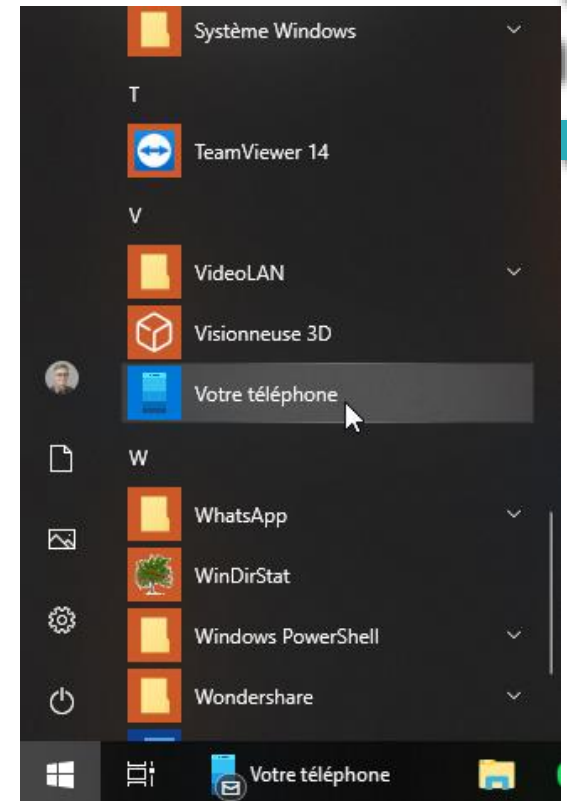 Système Windows
T
TeamViewer 14
V
VideoLAN
Visionneuse 3D
Votre téléphone
W
WhatsApp
WinDirStat
Windows PowerShell
Wondershare
Votre téléphone